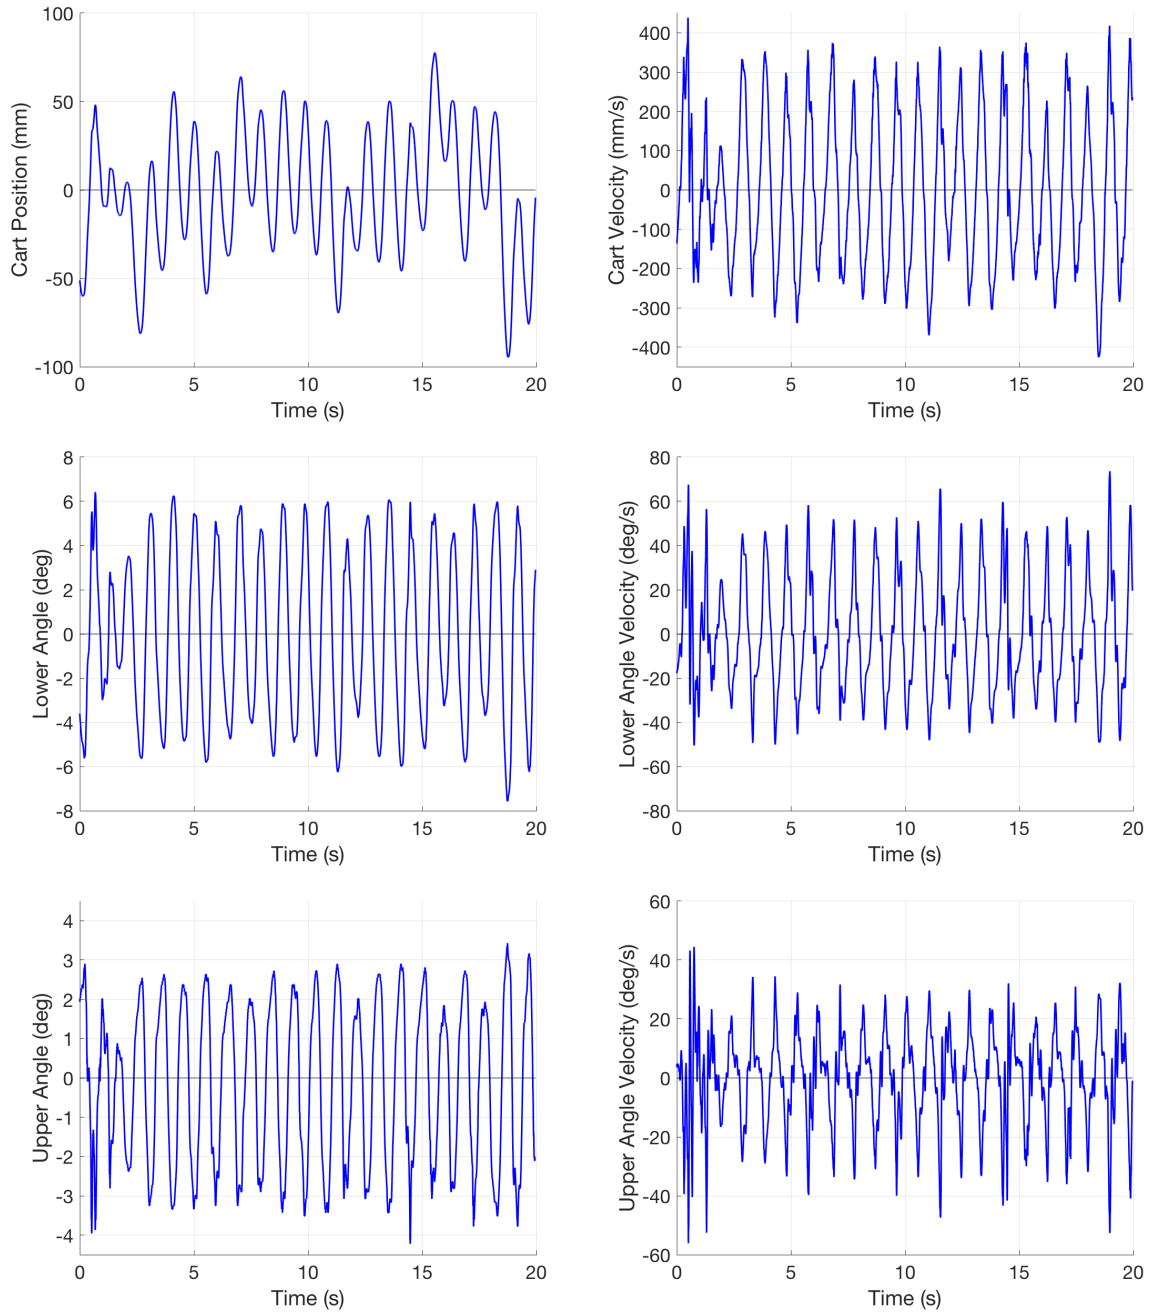 100
50
0
-50
-100
0 5 10 15 20
Cart Position (mm)
Time (s)
400
300
200
100
0
-100
-200
-300
-400
0 5 10 15 20
Cart Velocity (mm/s)
Time (s)
8
6
4
2
0
-2
-4
-6
-8
0 5 10 15 20
Lower Angle (deg)
Time (s)
80
60
40
20
0
-20
-40
-60
-80
0 5 10 15 20
Lower Angle Velocity (deg/s)
Time (s)
4
3
2
1
0
-1
-2
-3
-4
0 5 10 15 20
Upper Angle (deg)
Time (s)
60
40
20
0
-20
-40
-60
0 5 10 15 20
Upper Angle Velocity (deg/s)
Time (s)